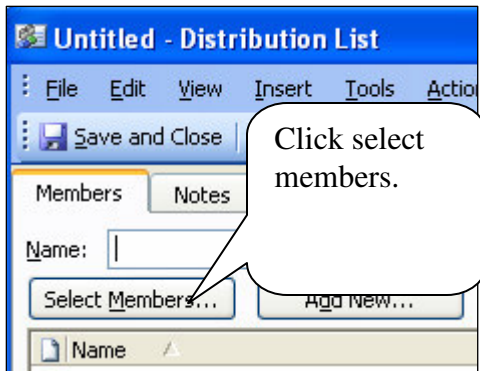 Untitled - Distribution List
File Edit View Insert Tools Actio
Save and Close
Click select
members.
Members Notes
Name:
Select Members... Add New...
Name